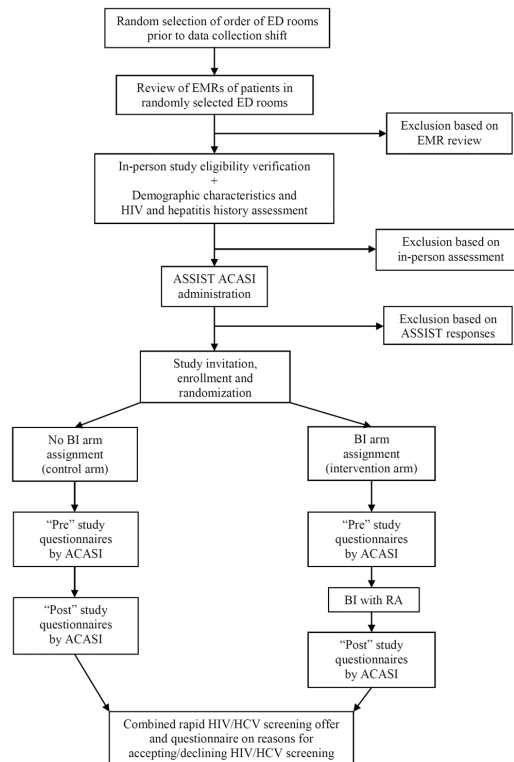 Random selection of order of ED rooms
prior to data collection shift
Review of EMRs of patients in
randomly selected ED rooms
Exclusion based on
EMR review
In-person study eligibility verification
+
Demographic characteristics and
HIV and hepatitis history assessment
Exclusion based on
in-person assessment
ASSIST ACASI
administration
Exclusion based on
ASSIST responses
Study invitation,
enrollment and
randomization
No BI arm
assignment
(control arm)
BI arm
assignment
(intervention arm)
“Pre” study
questionnaires
by ACASI
“Pre” study
questionnaires
by ACASI
“Post” study
questionnaires
by ACASI
BI with RA
“Post” study
questionnaires
by ACASI
Combined rapid HIV/HCV screening offer
and questionnaire on reasons for
accepting/declining HIV/HCV screening